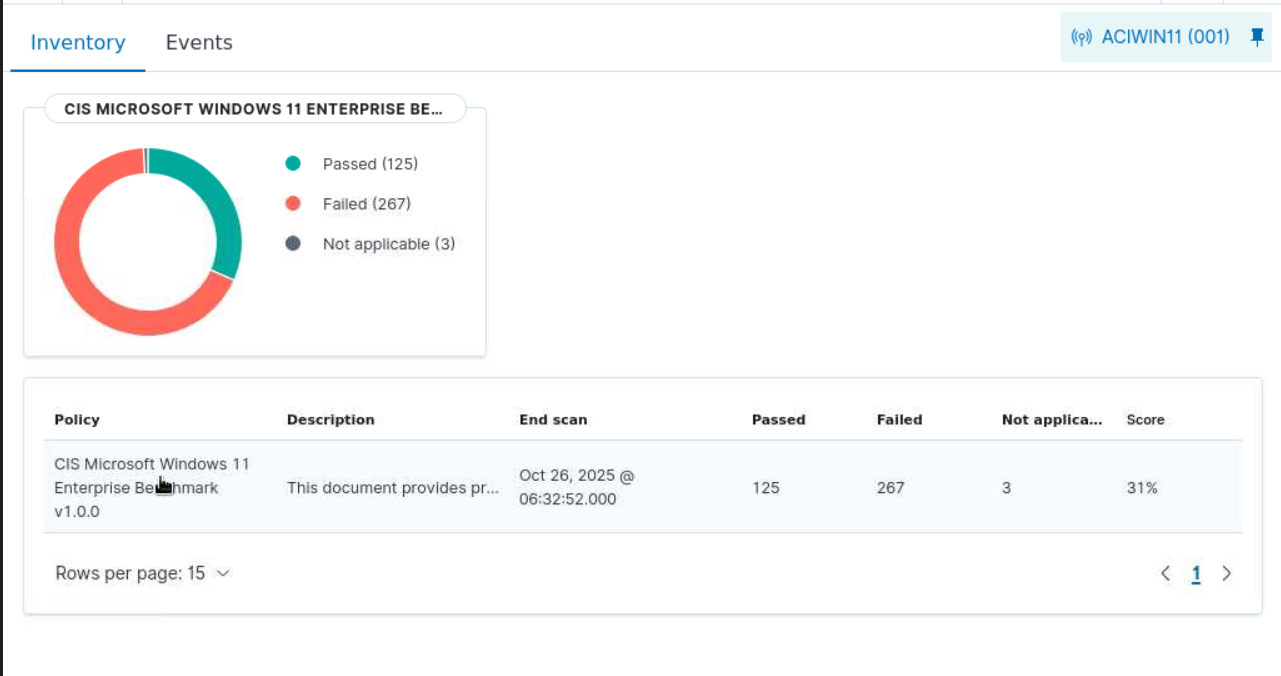 Inventory
Events
ACIWIN11 (001)
CIS MICROSOFT WINDOWS 11 ENTERPRISE BE...
Passed (125)
Failed (267)
Not applicable (3)
Policy
Description
End scan
Passed
Failed
Not applica...
Score
CIS Microsoft Windows 11
Enterprise Benchmark
v1.0.0
This document provides pr...
Oct 26, 2025 @
06:32:52.000
125
267
3
31%
Rows per page: 15
1